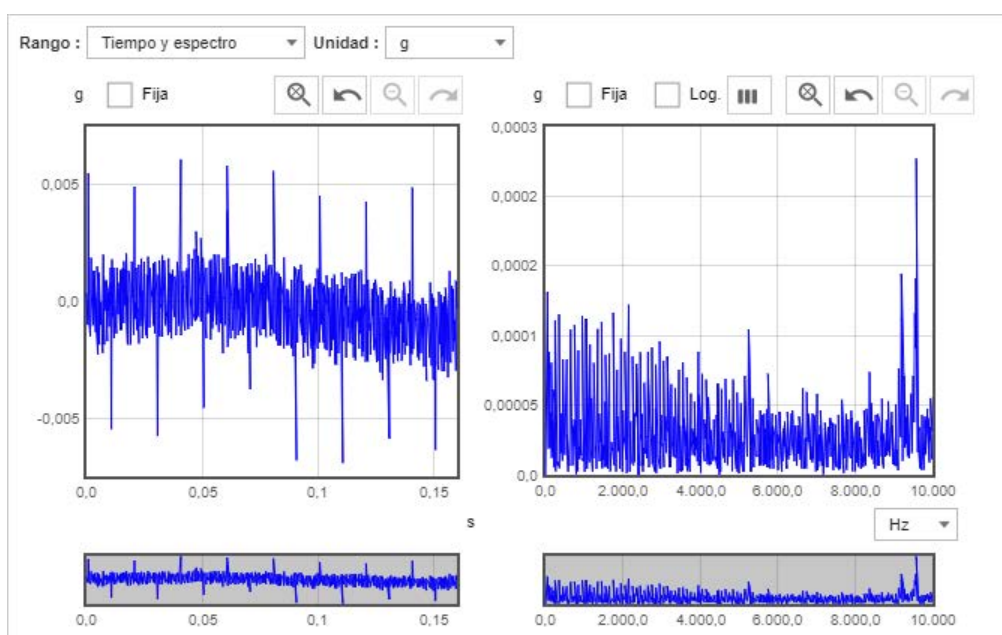 Rango : Tiempo y espectro Unidad : g
g Fija g Fija Log.
0,005
0,0
-0,005
0,0 0,05 0,1 0,15
s
0,0003
0,0002
0,0002
0,0001
0,00005
0,0
0,0 2.000,0 4.000,0 6.000,0 8.000,0 10.000
Hz
0,0 0,05 0,1 0,15
0,0 2.000,0 4.000,0 6.000,0 8.000,0 10.000